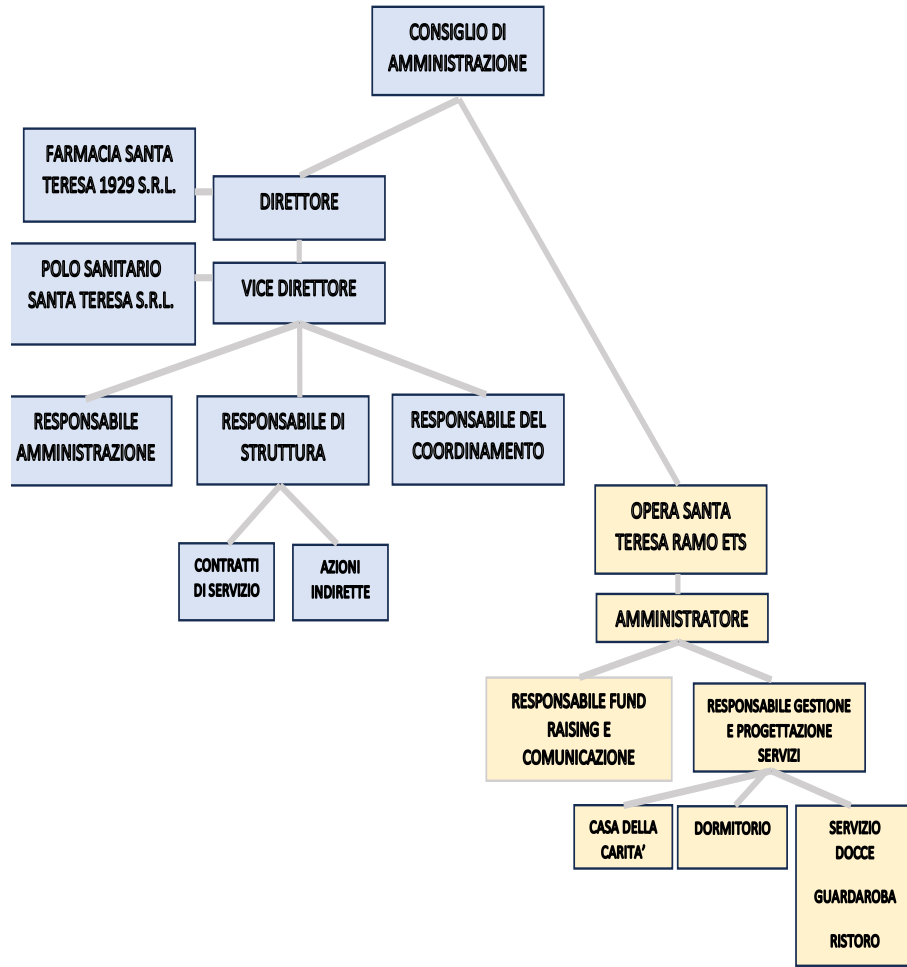 CONSIGLIO DI
AMMINISTRAZIONE
FARMACIA SANTA
TERESA 1929 S.R.L.
DIRETTORE
POLO SANITARIO
SANTA TERESA S.R.L.
VICE DIRETTORE
RESPONSABILE
AMMINISTRAZIONE
RESPONSABILE DI
STRUTTURA
RESPONSABILE DEL
COORDINAMENTO
CONTRATTI
DI SERVIZIO
AZIONI
INDIRETTE
OPERA SANTA
TERESA RAMO ETS
AMMINISTRATORE
RESPONSABILE FUND
RAISING E
COMUNICAZIONE
RESPONSABILE GESTIONE
E PROGETTAZIONE
SERVIZI
CASA DELLA
CARITA’
DORMITORIO
SERVIZIO
DOCCE
GUARDAROBA
RISTORO